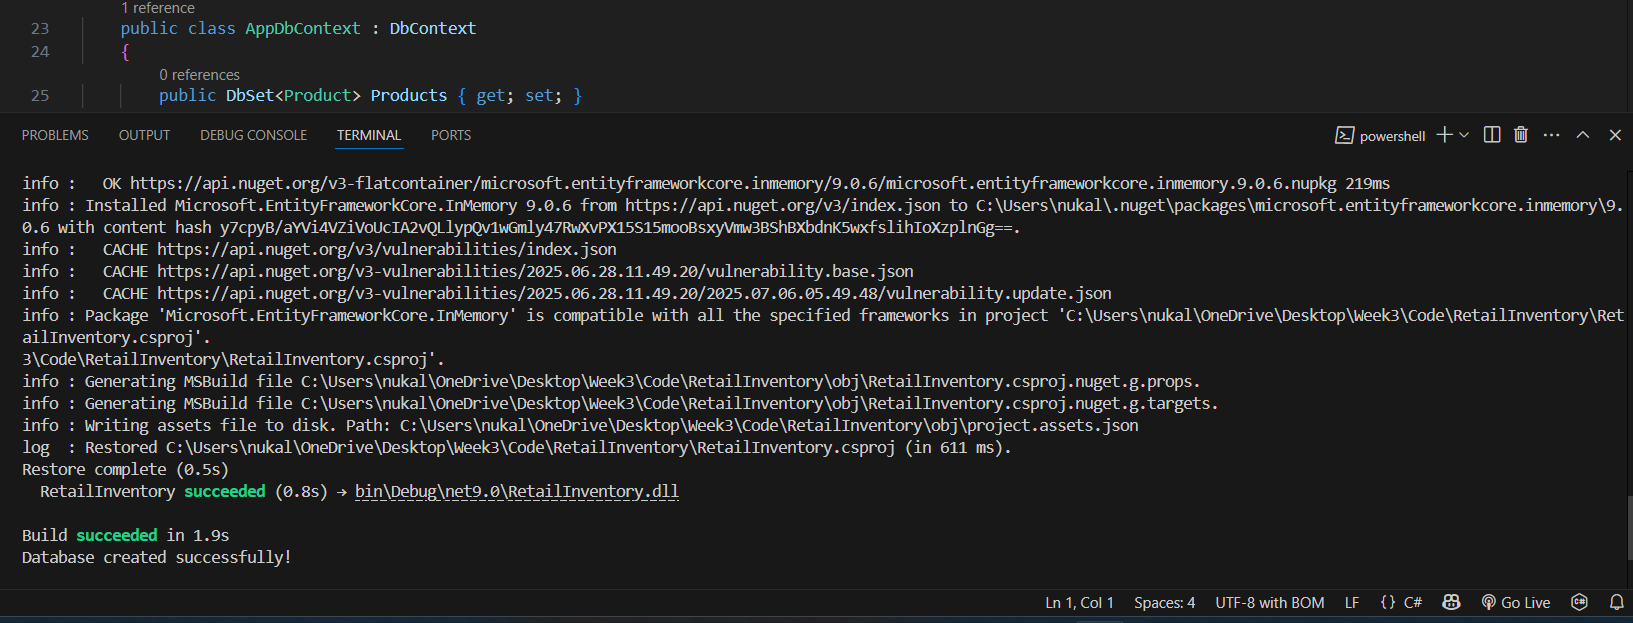 1 reference
23 public class AppDbContext : DbContext
24 {
0 references
25 public DbSet<Product> Products { get; set; }
PROBLEMS OUTPUT DEBUG CONSOLE TERMINAL PORTS powershell
info :   OK https://api.nuget.org/v3-flatcontainer/microsoft.entityframeworkcore.inmemory/9.0.6/microsoft.entityframeworkcore.inmemory.9.0.6.nupkg 219ms
info : Installed Microsoft.EntityFrameworkCore.InMemory 9.0.6 from https://api.nuget.org/v3/index.json to C:\Users\nukal\.nuget\packages\microsoft.entityframeworkcore.inmemory\9.
0.6 with content hash y7cpyB/aYVi4VZiVoUcIA2vQLlypQv1wGmly47RwXvPX15S15mooBsxyVmw3BShBXbdnK5wxfslihIoXzplnGg==.
info :   CACHE https://api.nuget.org/v3/vulnerabilities/index.json
info :   CACHE https://api.nuget.org/v3-vulnerabilities/2025.06.28.11.49.20/vulnerability.base.json
info :   CACHE https://api.nuget.org/v3-vulnerabilities/2025.06.28.11.49.20/2025.07.06.05.49.48/vulnerability.update.json
info : Package 'Microsoft.EntityFrameworkCore.InMemory' is compatible with all the specified frameworks in project 'C:\Users\nukal\OneDrive\Desktop\Week3\Code\RetailInventory\Ret
ailInventory.csproj'.
3\Code\RetailInventory\RetailInventory.csproj'.
info : Generating MSBuild file C:\Users\nukal\OneDrive\Desktop\Week3\Code\RetailInventory\obj\RetailInventory.csproj.nuget.g.props.
info : Generating MSBuild file C:\Users\nukal\OneDrive\Desktop\Week3\Code\RetailInventory\obj\RetailInventory.csproj.nuget.g.targets.
info : Writing assets file to disk. Path: C:\Users\nukal\OneDrive\Desktop\Week3\Code\RetailInventory\obj\project.assets.json
log  : Restored C:\Users\nukal\OneDrive\Desktop\Week3\Code\RetailInventory\RetailInventory.csproj (in 611 ms).
Restore complete (0.5s)
RetailInventory succeeded (0.8s) → bin\Debug\net9.0\RetailInventory.dll
Build succeeded in 1.9s
Database created successfully!
Ln 1, Col 1 Spaces: 4 UTF-8 with BOM LF {} C# Go Live